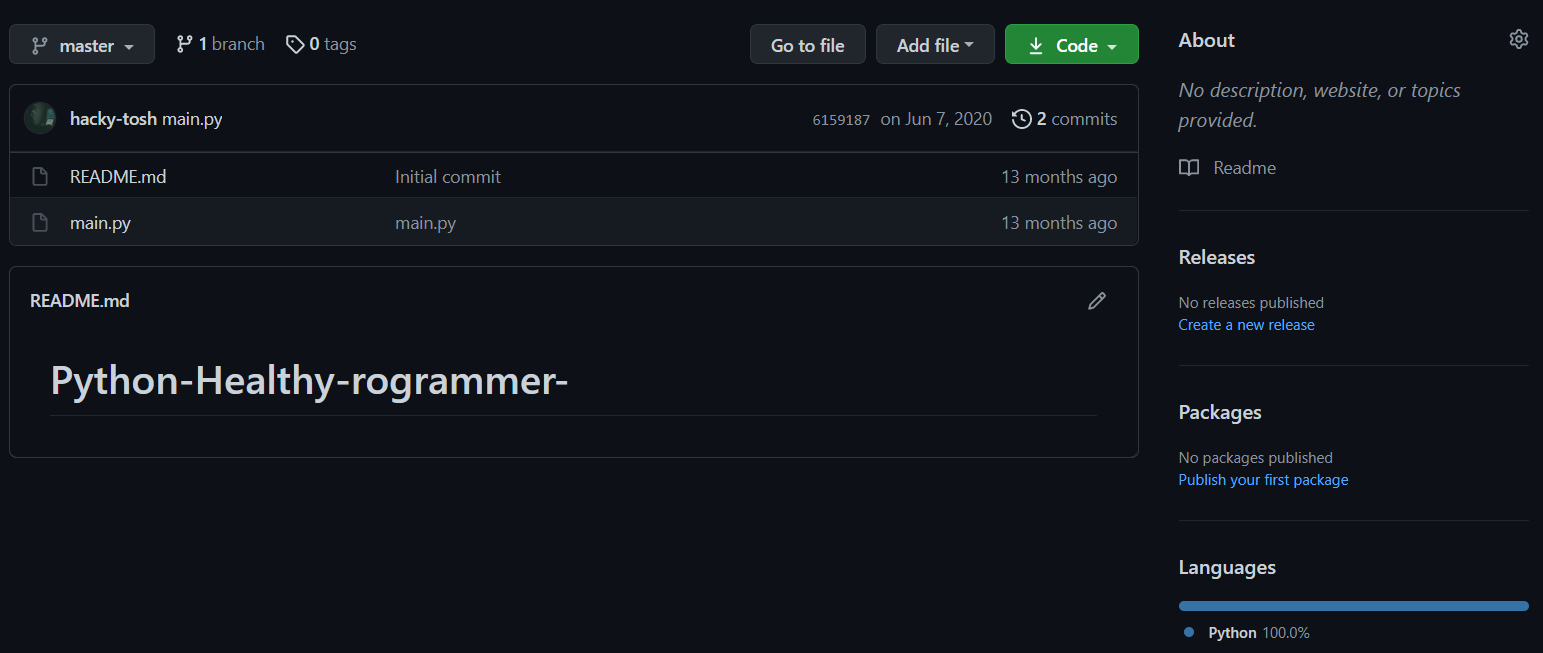 master
1 branch
0 tags
Go to file
Add file
Code
hacky-tosh main.py
6159187 on Jun 7, 2020
2 commits
README.md Initial commit 13 months ago
main.py main.py 13 months ago
README.md
Python-Healthy-rogrammer-
About
No description, website, or topics
provided.
Readme
Releases
No releases published
Create a new release
Packages
No packages published
Publish your first package
Languages
Python 100.0%